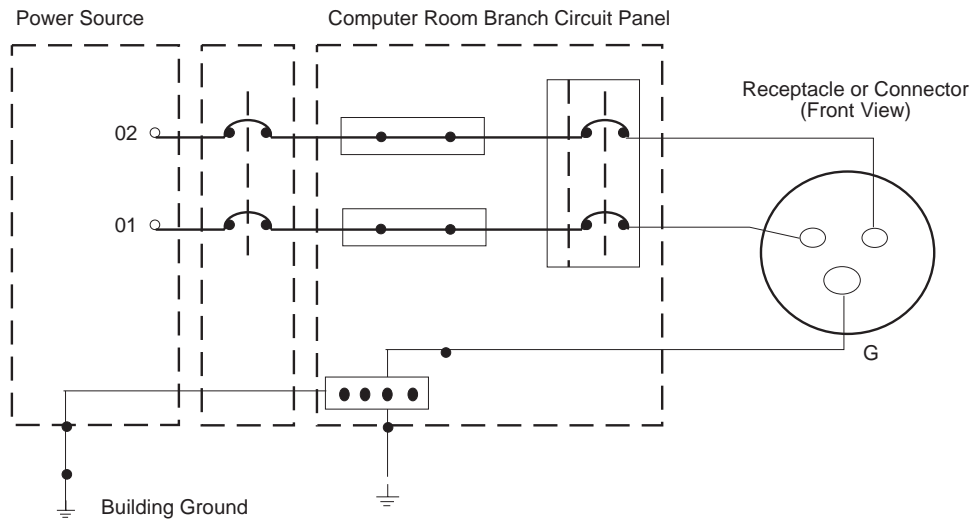 Power Source
Computer Room Branch Circuit Panel
Receptacle or Connector
(Front View)
02
01
G
Building Ground